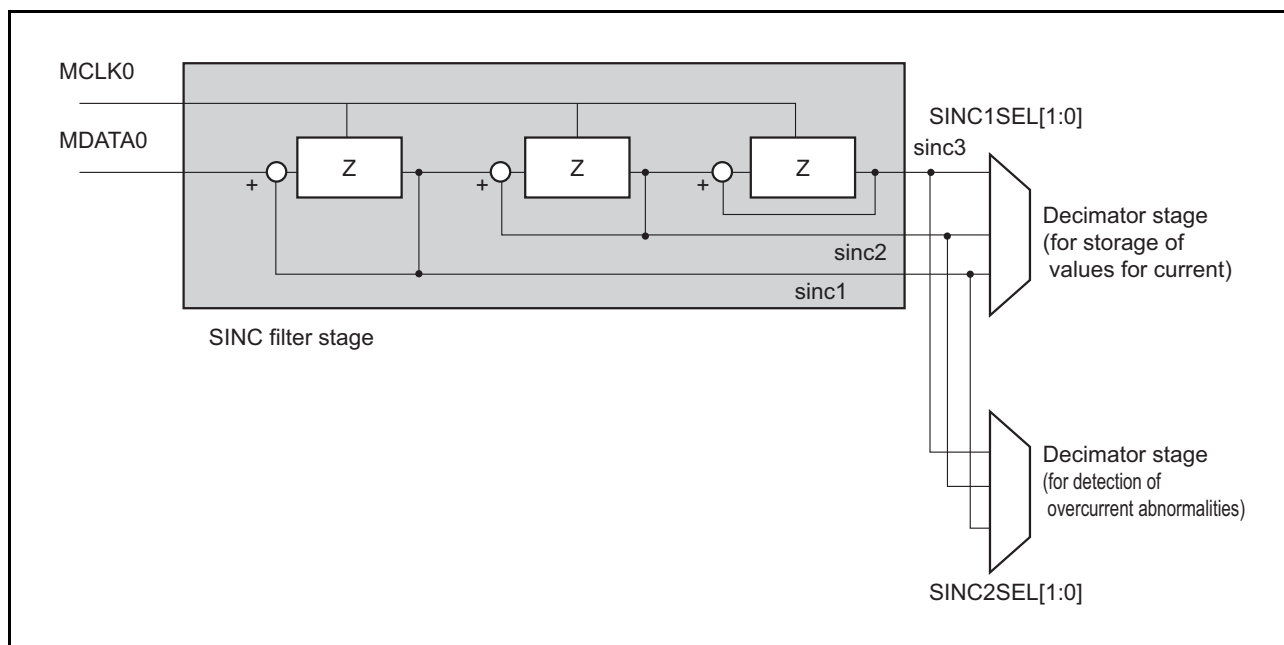 MCLK0
SINC1SEL[1:0]
MDATA0
sinc3
+
Z
+
Z
+
Z
Decimator stage
(for storage of
values for current)
sinc2
sinc1
SINC filter stage
Decimator stage
(for detection of
overcurrent abnormalities)
SINC2SEL[1:0]